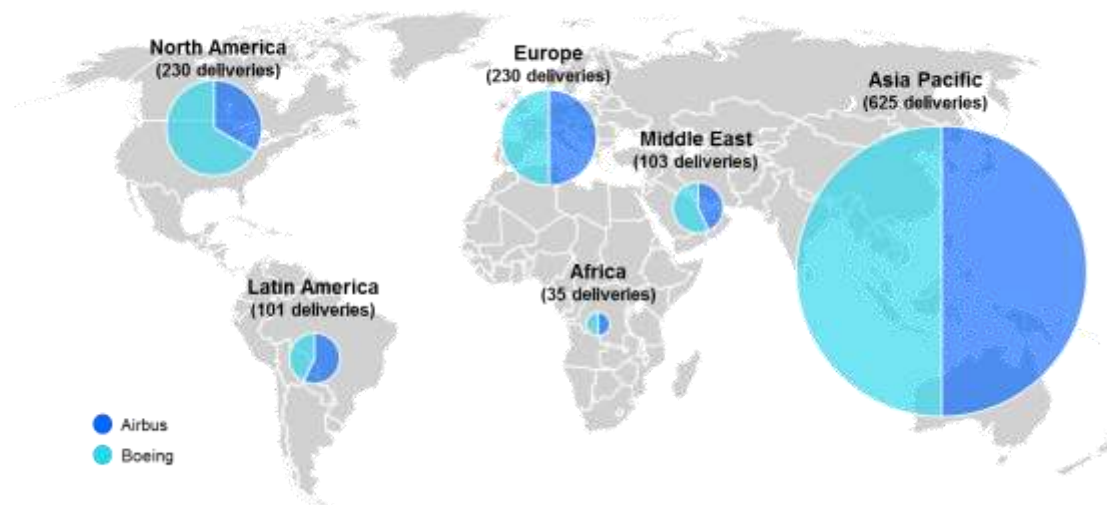 North America
(230 deliveries)
Europe
(230 deliveries)
Asia Pacific
(625 deliveries)
Middle East
(103 deliveries)
Africa
(35 deliveries)
Latin America
(101 deliveries)
Airbus
Boeing